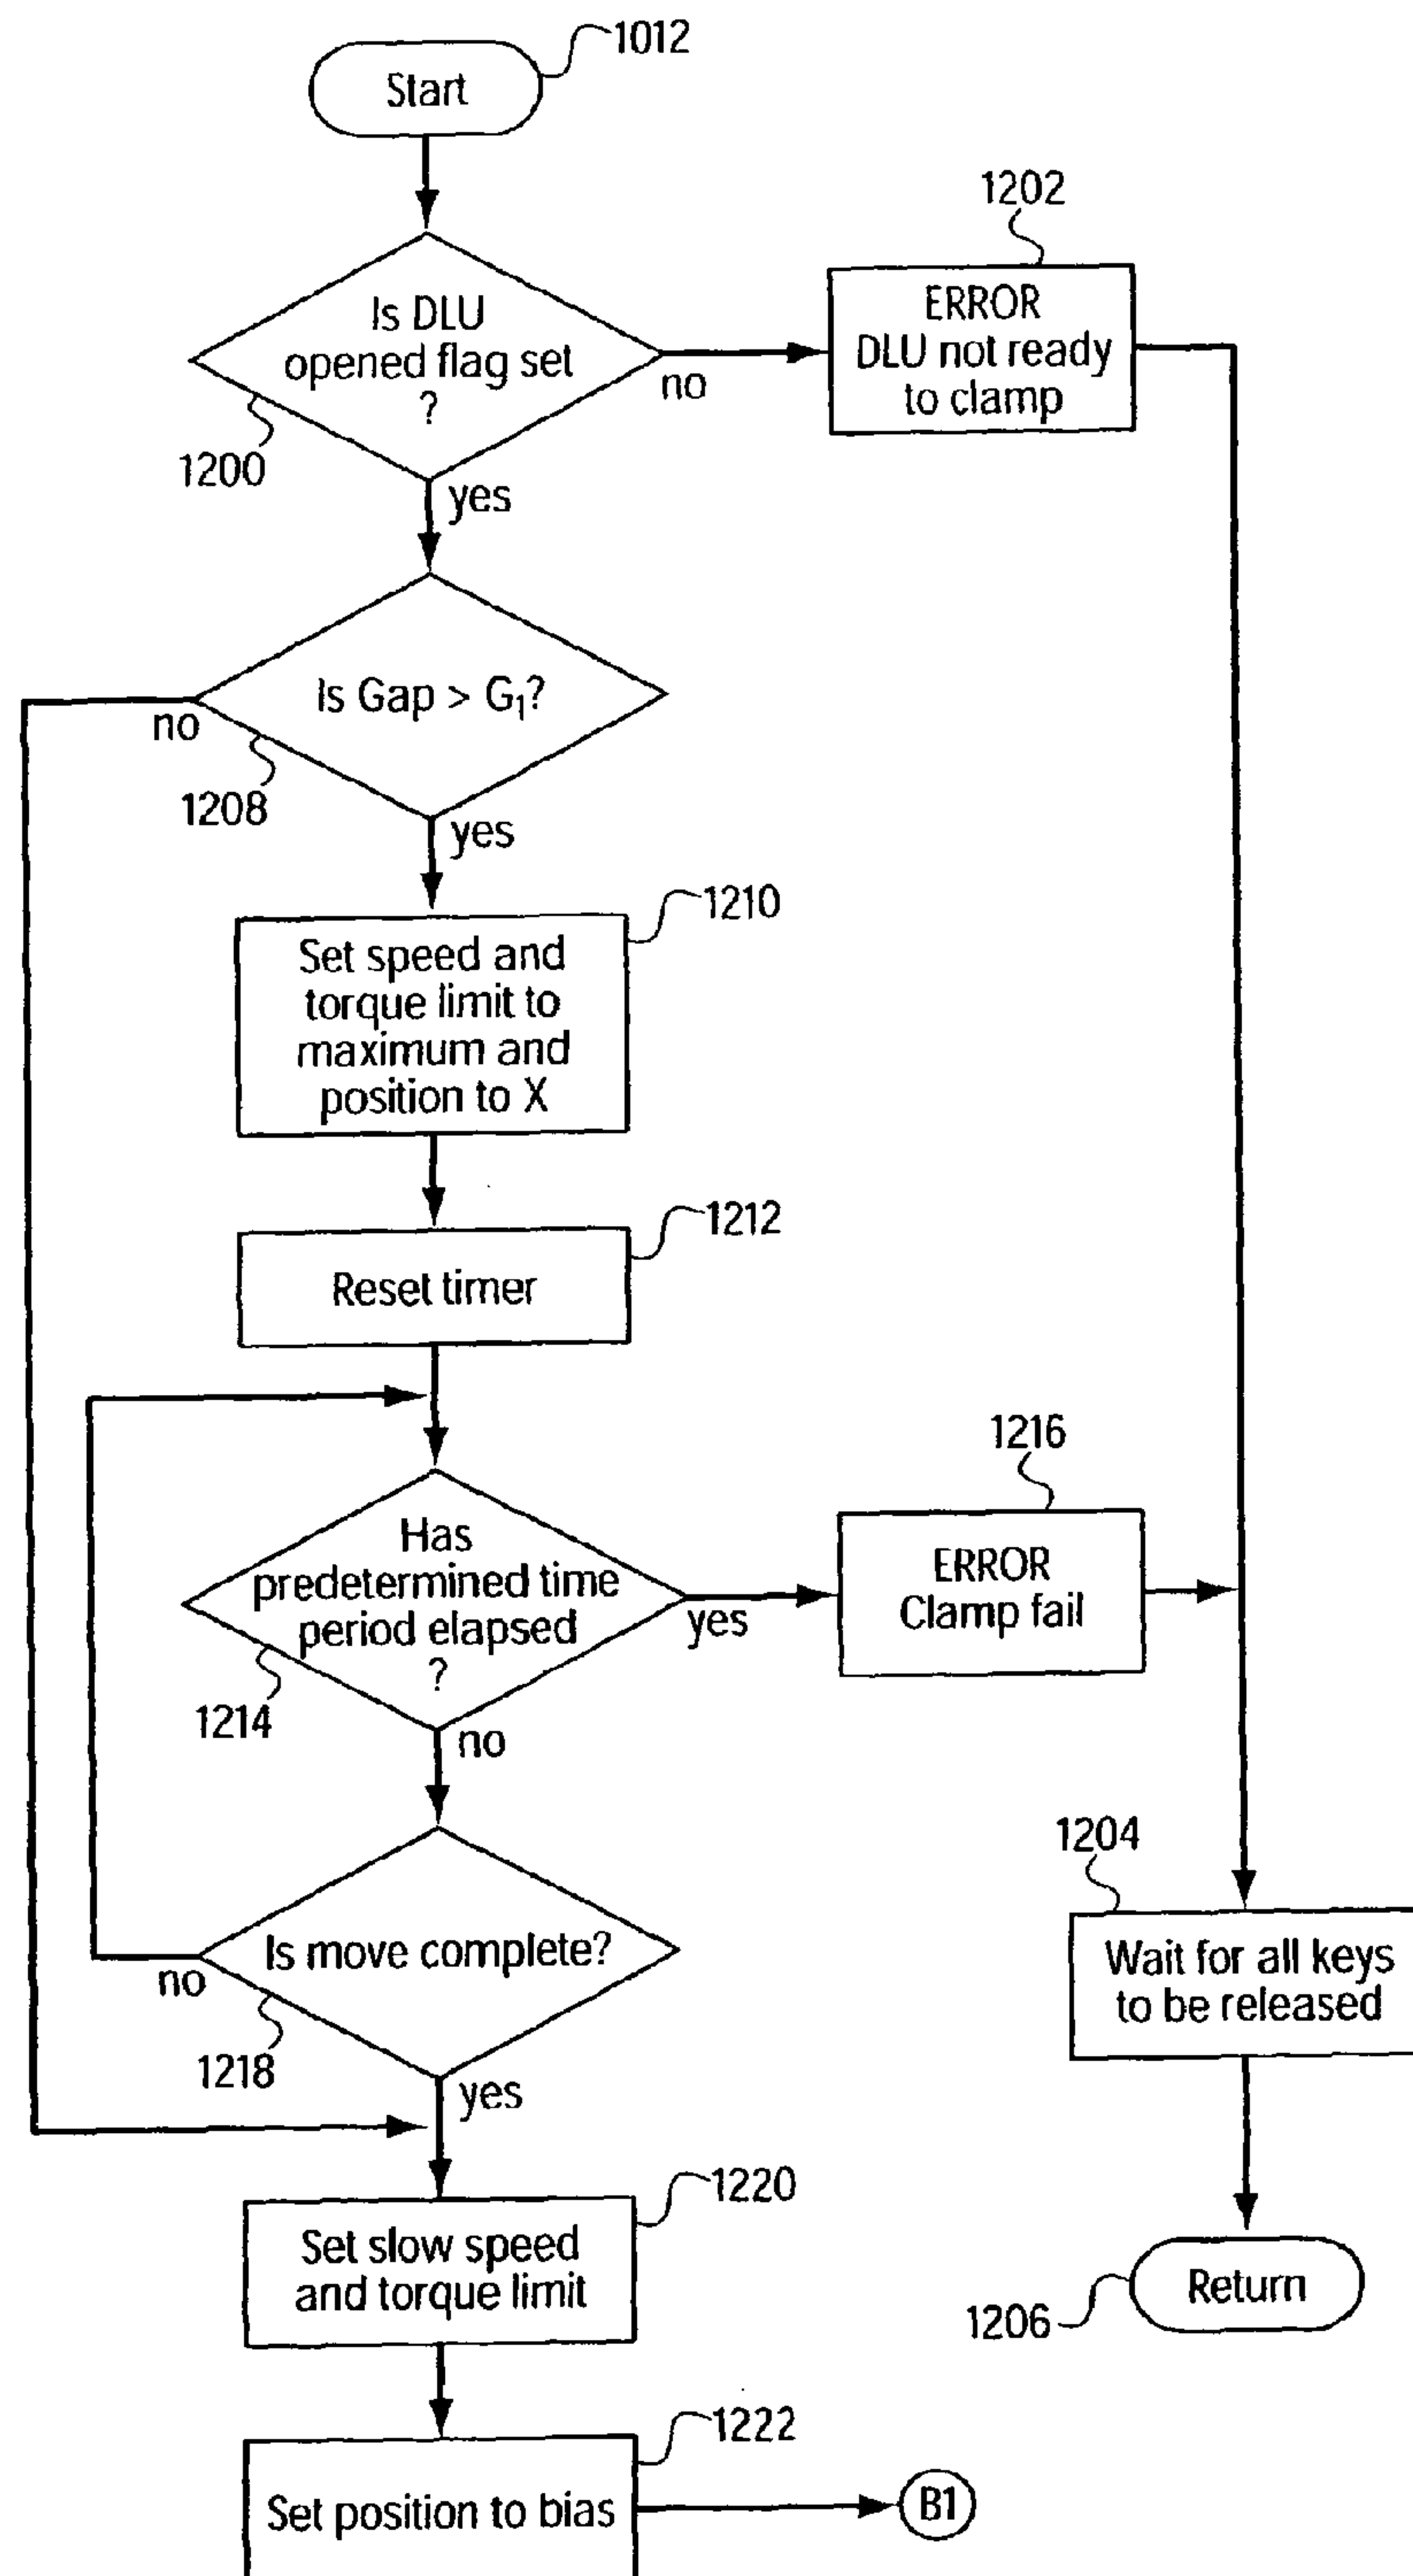 1012
Start
1202
Is DLU
opened flag set
?
no
ERROR
DLU not ready
to clamp
1200
yes
Is Gap > G₁?
no
1208
yes
1210
Set speed and
torque limit to
maximum and
position to X
1212
Reset timer
1216
Has
predetermined time
period elapsed
?
yes
ERROR
Clamp fail
1214
no
1204
Is move complete?
no
Wait for all keys
to be released
1218
yes
1220
Set slow speed
and torque limit
Return
1206
1222
Set position to bias
B1